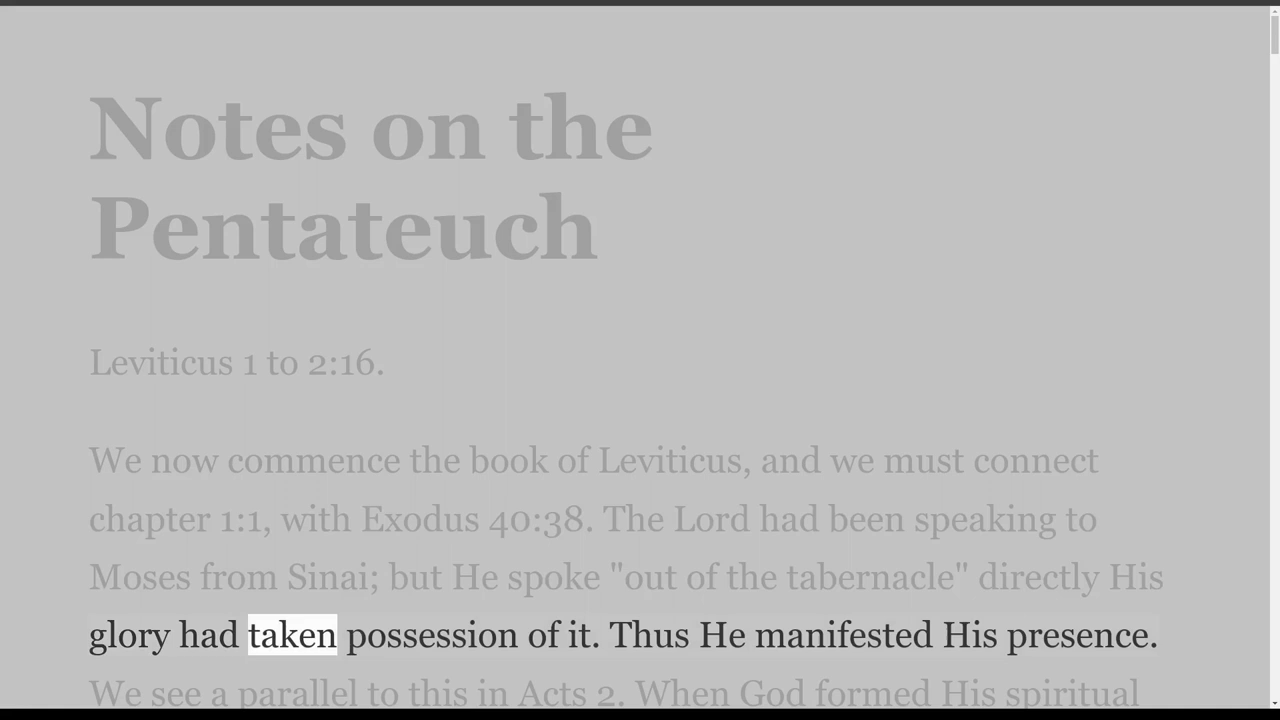 Notes on the
Pentateuch
Leviticus 1 to 2:16.
We now commence the book of Leviticus, and we must connect
chapter 1:1, with Exodus 40:38. The Lord had been speaking to
Moses from Sinai; but He spoke "out of the tabernacle" directly His
glory had taken possession of it. Thus He manifested His presence.
We see a parallel to this in Acts 2. When God formed His spiritual